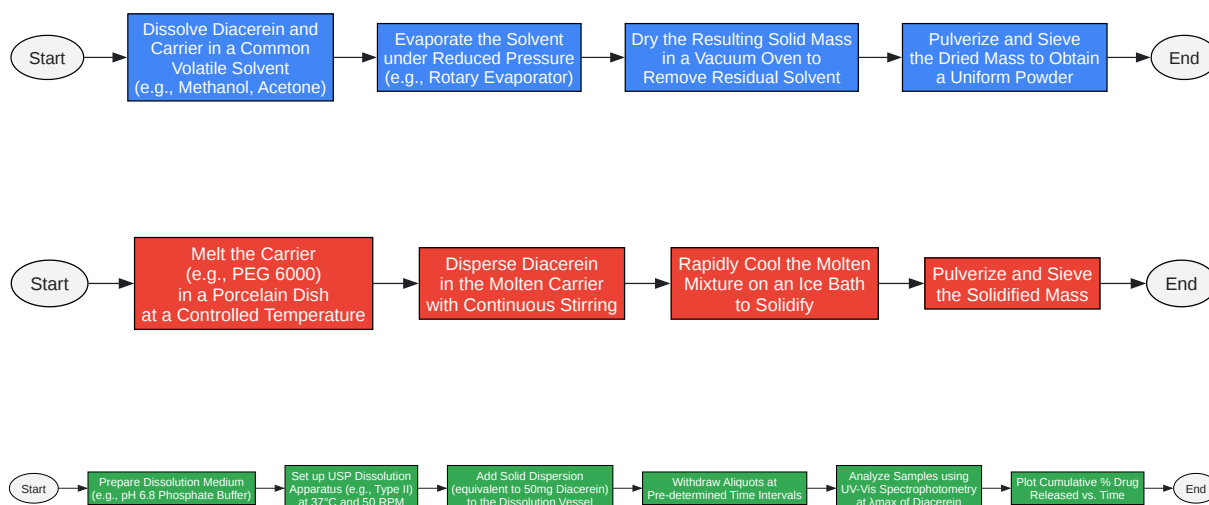 Start
Dissolve Diacerein and
Carrier in a Common
Volatile Solvent
(e.g., Methanol, Acetone)
Evaporate the Solvent
under Reduced Pressure
(e.g., Rotary Evaporator)
Dry the Resulting Solid Mass
in a Vacuum Oven to
Remove Residual Solvent
Pulverize and Sieve
the Dried Mass to Obtain
a Uniform Powder
End
Start
Melt the Carrier
(e.g., PEG 6000)
in a Porcelain Dish
at a Controlled Temperature
Disperse Diacerein
in the Molten Carrier
with Continuous Stirring
Rapidly Cool the Molten
Mixture on an Ice Bath
to Solidify
Pulverize and Sieve
the Solidified Mass
End
Start
Prepare Dissolution Medium
(e.g., pH 6.8 Phosphate Buffer)
Set up USP Dissolution
Apparatus (e.g., Type II)
at 37°C and 50 RPM
Add Solid Dispersion
(equivalent to 50mg Diacerein)
to the Dissolution Vessel
Withdraw Aliquots at
Pre-determined Time Intervals
Analyze Samples using
UV-Vis Spectrophotometry
at λmax of Diacerein
Plot Cumulative % Drug
Released vs. Time
End